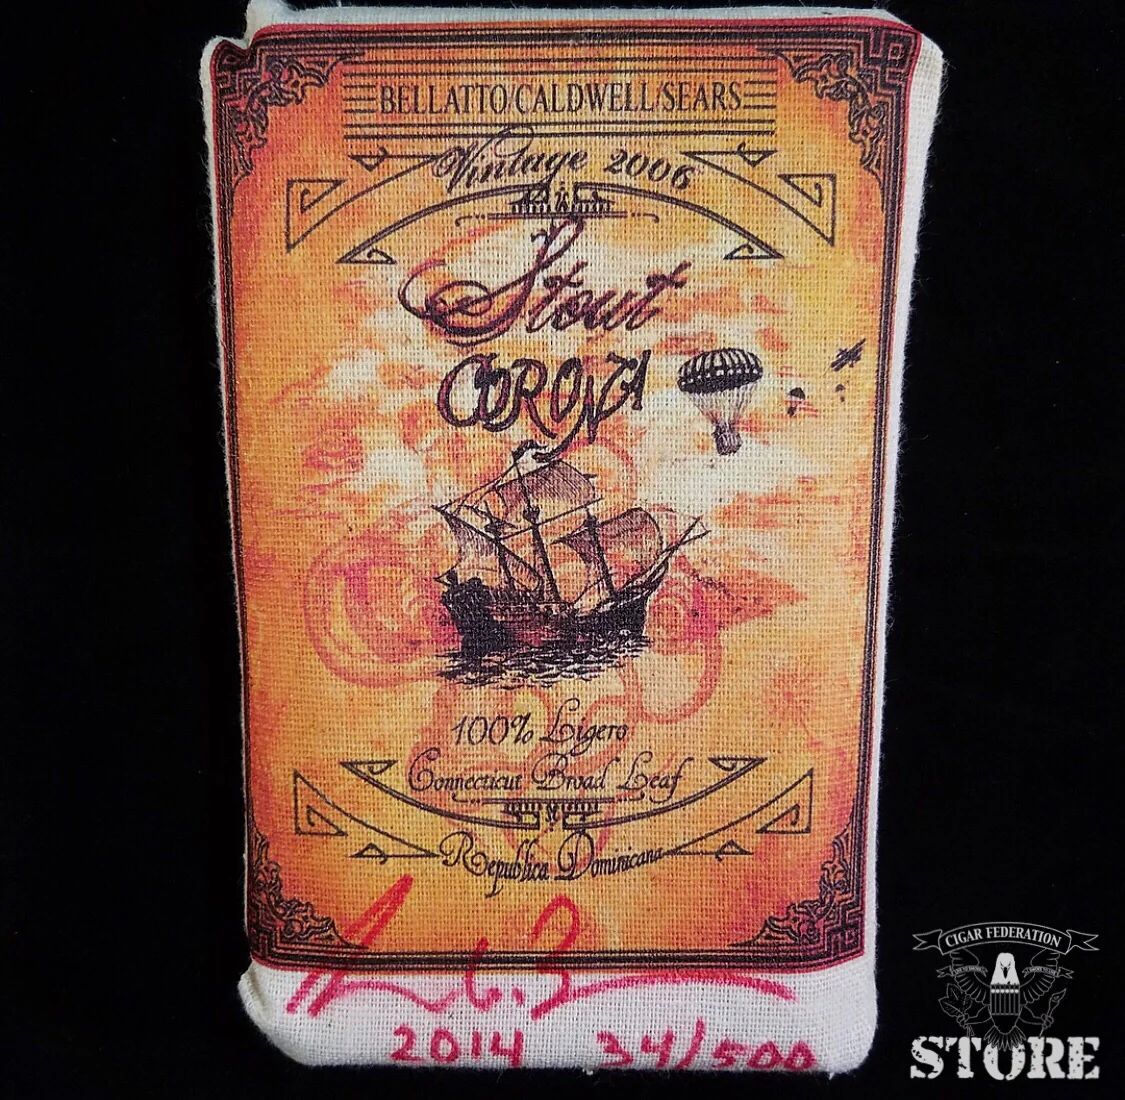 BELLATTO/CALDWELL/SEARS
Vintage 2006
Stout
CORONA
100% Ligero
Connecticut Broad Leaf
Republica Dominicana
2014 34/500
CIGAR FEDERATION
STORE